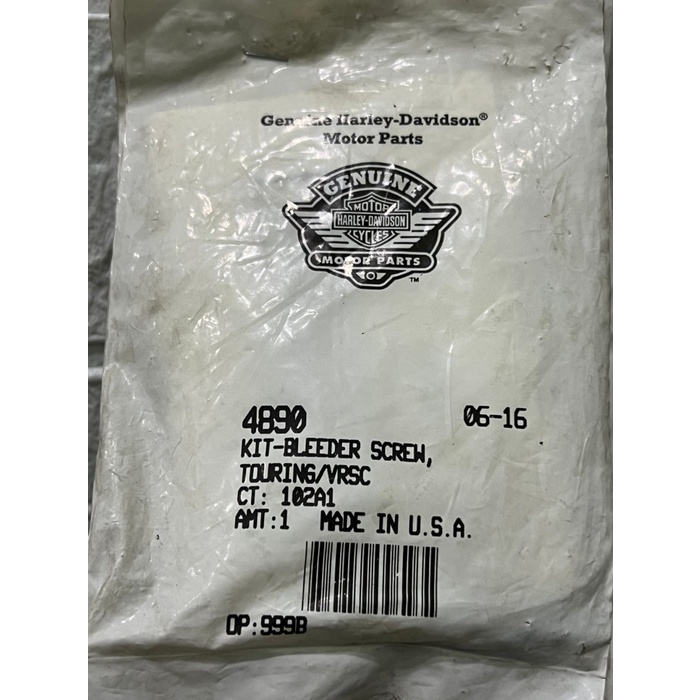 Genuine Harley-Davidson®
Motor Parts
GENUINE
MOTOR
HARLEY-DAVIDSON
CYCLES
MOTOR PARTS
TM
4890 06-16
KIT-BLEEDER SCREW,
TOURING/VRSC
CT: 102A1
AMT:1 MADE IN U.S.A.
OP:999B